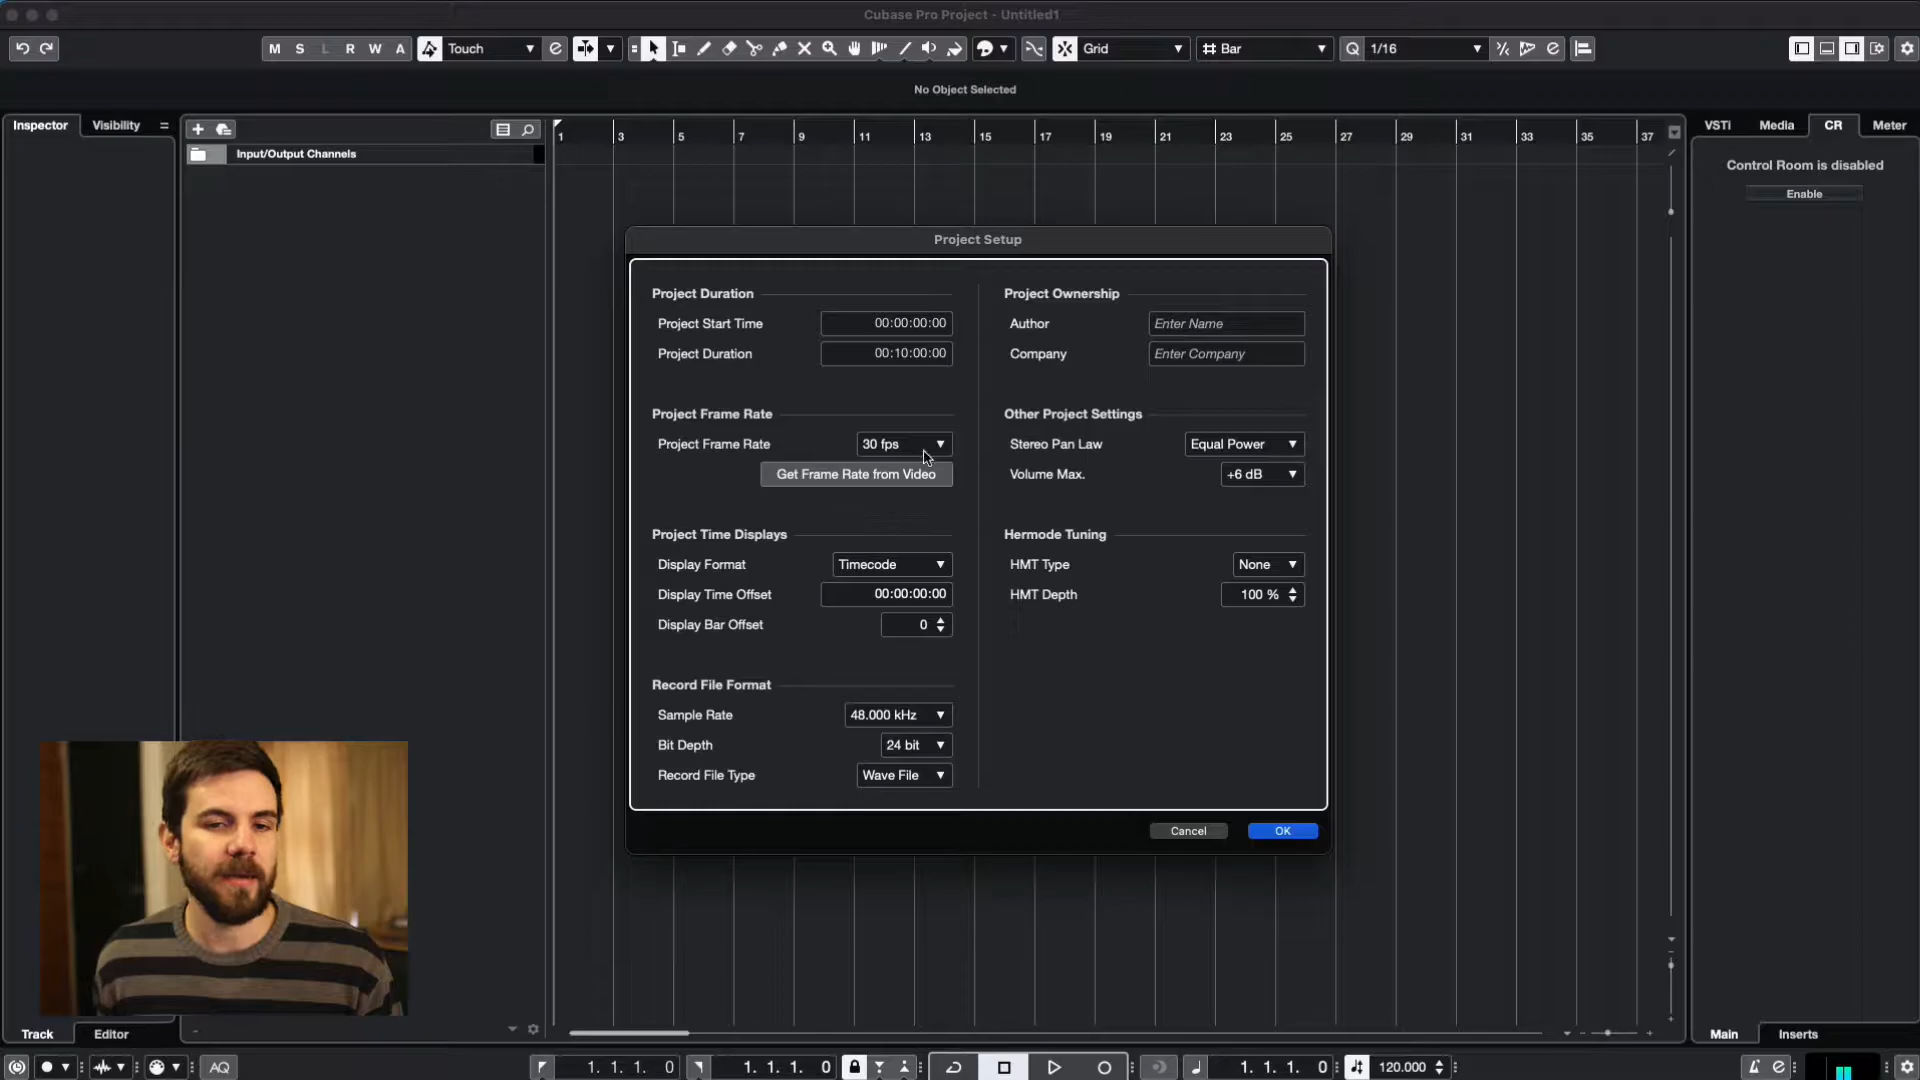 Cubase Pro Project - Untitled1
M S L R W A Touch Grid Bar Q 1/16
No Object Selected
Inspector Visibility
Input/Output Channels
1 3 5 7 9 11 13 15 17 19 21 23 25 27 29 31 33 35 37
VSTi Media CR Meter
Control Room is disabled
Enable
Project Setup
Project Duration
Project Start Time 00:00:00:00
Project Duration 00:10:00:00
Project Frame Rate
Project Frame Rate 30 fps
Get Frame Rate from Video
Project Time Displays
Display Format Timecode
Display Time Offset 00:00:00:00
Display Bar Offset 0
Record File Format
Sample Rate 48.000 kHz
Bit Depth 24 bit
Record File Type Wave File
Project Ownership
Author Enter Name
Company Enter Company
Other Project Settings
Stereo Pan Law Equal Power
Volume Max. +6 dB
Hermode Tuning
HMT Type None
HMT Depth 100 %
Cancel OK
Track Editor
Main Inserts
AQ 1. 1. 1. 0 1. 1. 1. 0 1. 1. 1. 0 120.000